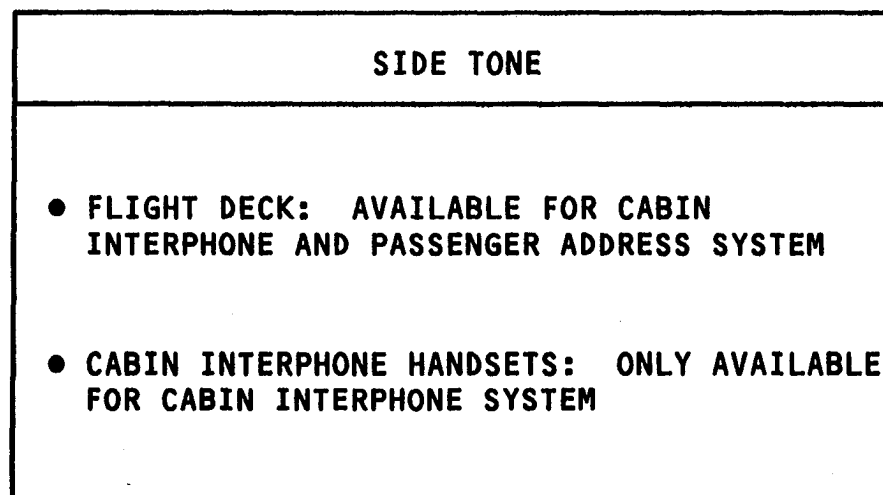 SIDE TONE
● FLIGHT DECK: AVAILABLE FOR CABIN
INTERPHONE AND PASSENGER ADDRESS SYSTEM
● CABIN INTERPHONE HANDSETS: ONLY AVAILABLE
FOR CABIN INTERPHONE SYSTEM